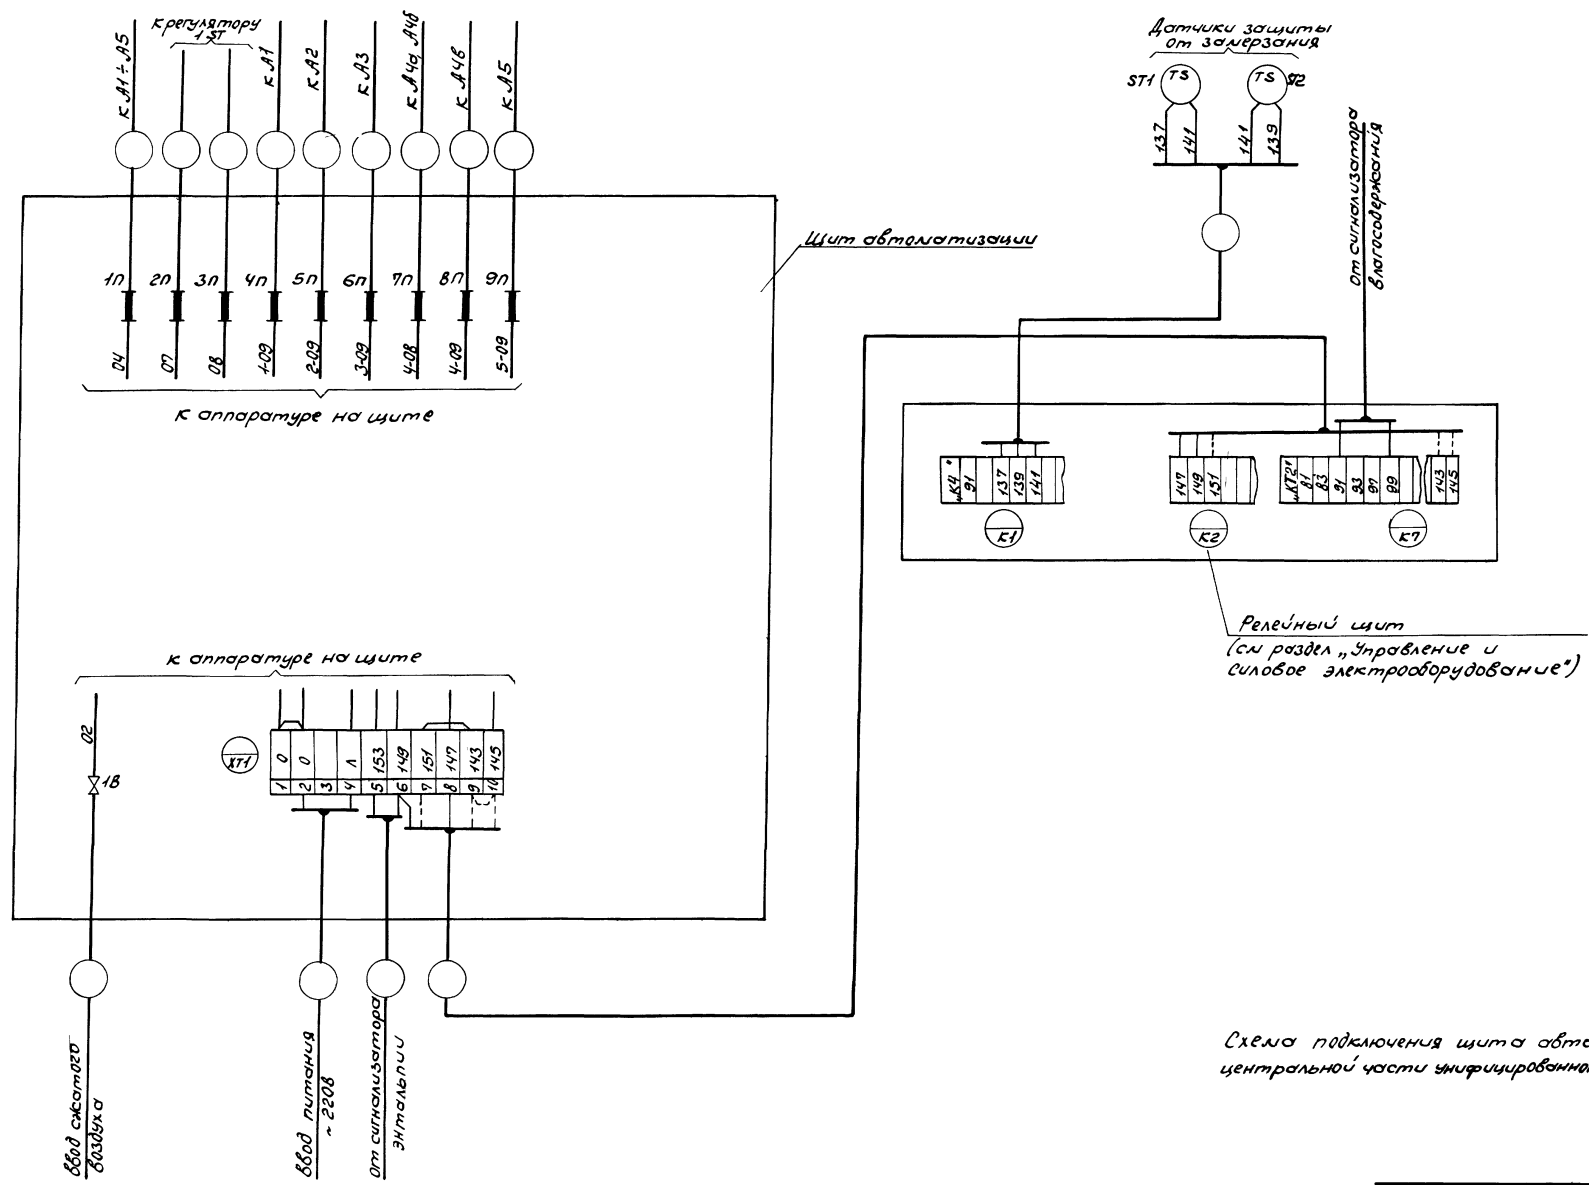 к А1÷А5
к регулятору
1 ST
к А1
к А2
к А3
к А4а, А4б
к А4в
к А5
1п 2п 3п 4п 5п 6п 7п 8п 9п
04 07 08 1-09 2-09 3-09 4-08 4-09 5-09
к аппаратуре на щите
Щит автоматизации
Датчики защиты
от замерзания
ST1 TS TS ST2
137 141 141 139
от сигнализатора
влагосодержания
„К4" 91 137 139 141
147 149 151
„КТ2" 81 83 91 93 97 99 143 145
К1 К2 К7
Релейный щит
(см раздел „Управление и
силовое электрооборудование")
к аппаратуре на щите
02
1В
ХТ1
0 0 Л 153 149 151 147 143 145
1 2 3 4 5 6 7 8 9 10
Ввод сжатого
воздуха
Ввод питания
~ 220в
от сигнализатора
энтальпии
Схема подключения щита авто
центральной части унифицированно